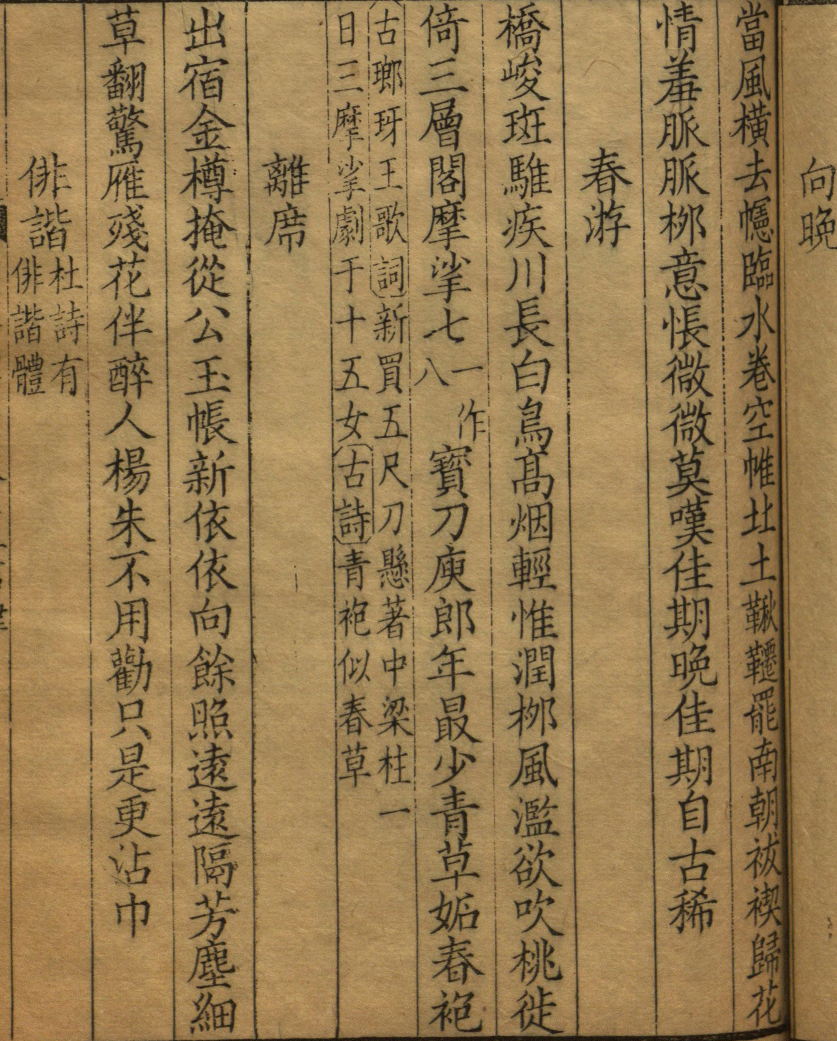 向晚
當風橫去幰臨水卷空帷北土鞦韆罷南朝祓禊歸花
情羞脈脈桞意悵微微莫嘆佳期晚佳期自古稀
春游
橋峻斑騅疾川長白鳥髙烟輕惟潤桞風濫欲吹桃徙
倚三層閣摩挲七一作八寶刀庾郎年最少青草妬春袍
古瑯玡王歌詞新買五尺刀懸著中梁柱一
日三摩挲劇于十五女古詩青袍似春草
離席
出宿金樽掩從公玉帳新依依向餘照遠遠隔芳塵細
草翻驚雁殘花伴醉人楊朱不用勸只是更沾巾
俳諧杜詩有俳諧體